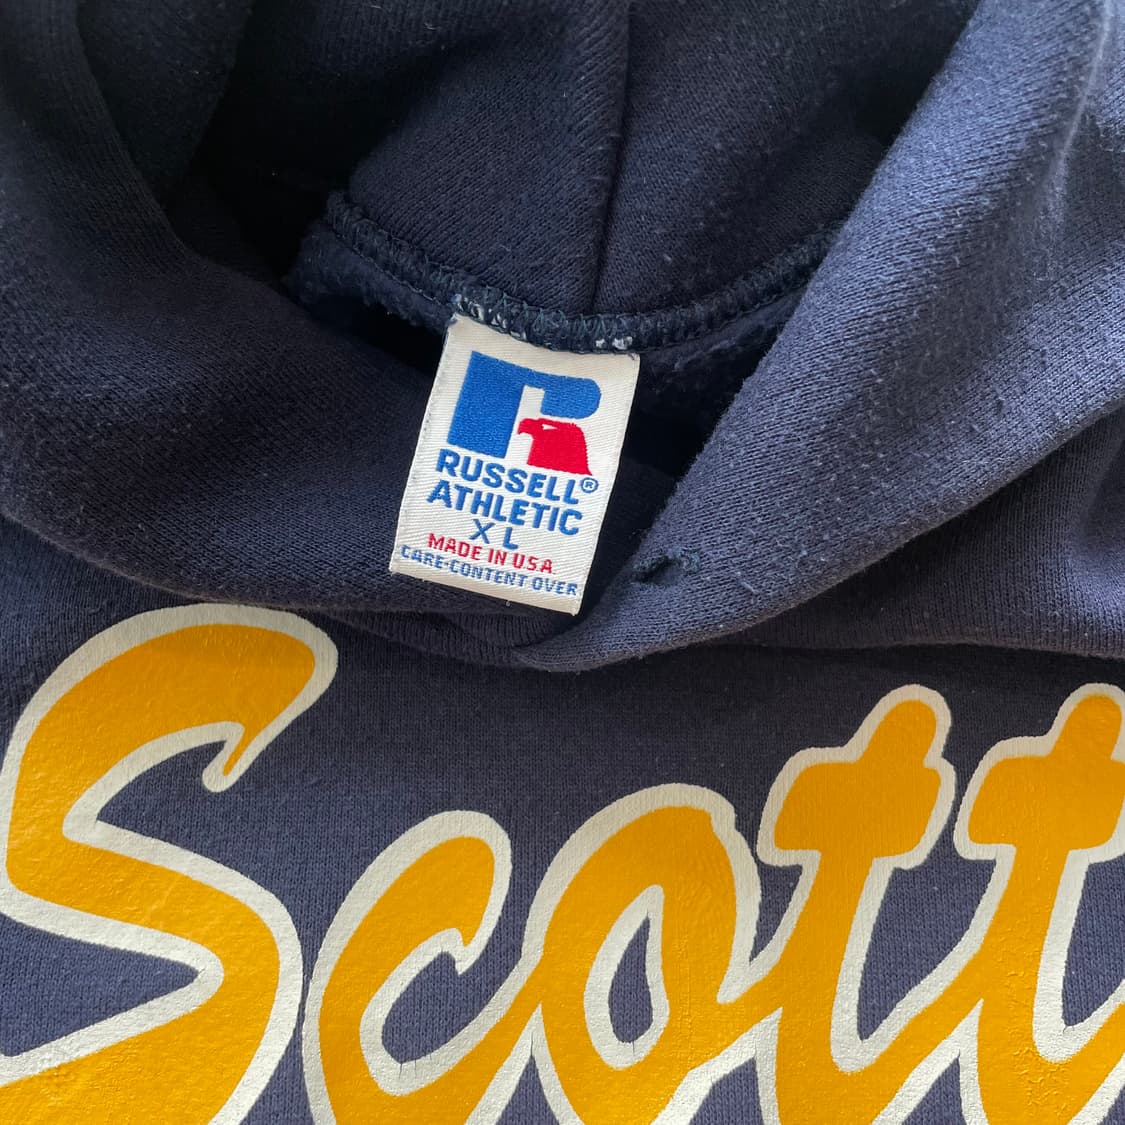 RUSSELL®
ATHLETIC
XL
MADE IN U.S.A.
CARE-CONTENT OVER
Scott